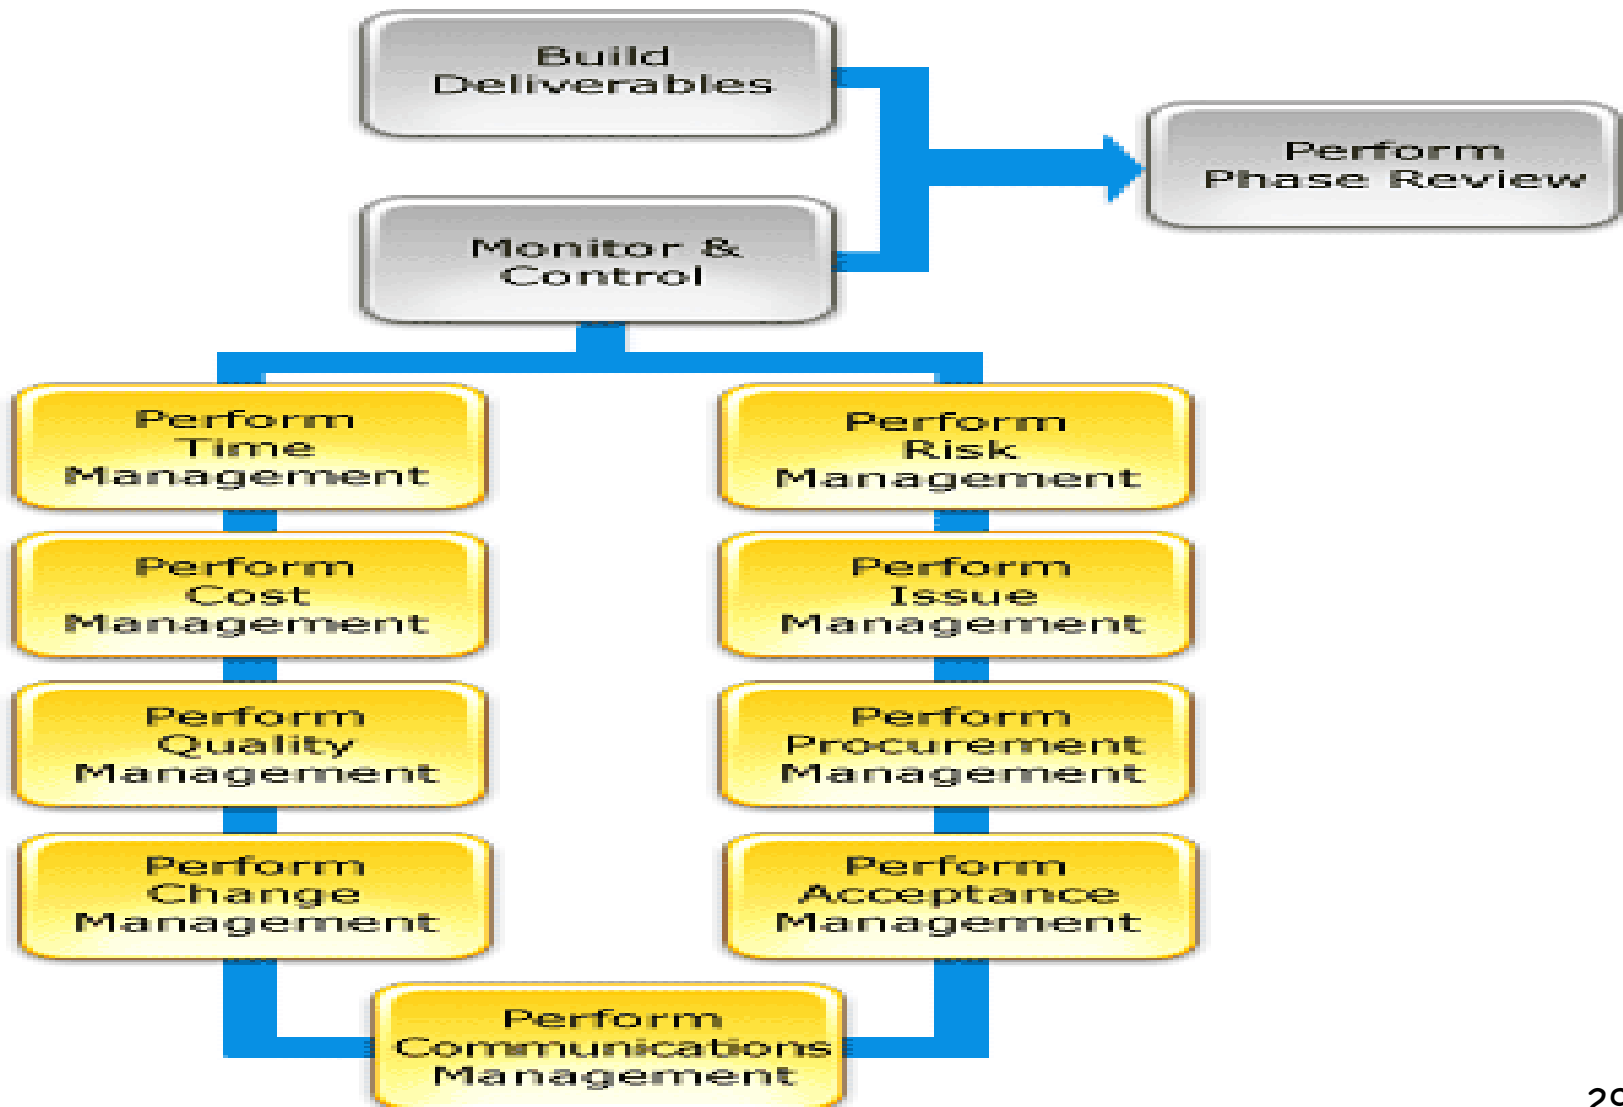 Build
Deliverables
Perform
Phase Review
Monitor &
Control
Perform
Time
Management
Perform
Risk
Management
Perform
Cost
Management
Perform
Issue
Management
Perform
Quality
Management
Perform
Procurement
Management
Perform
Change
Management
Perform
Acceptance
Management
Perform
Communications
Management
29